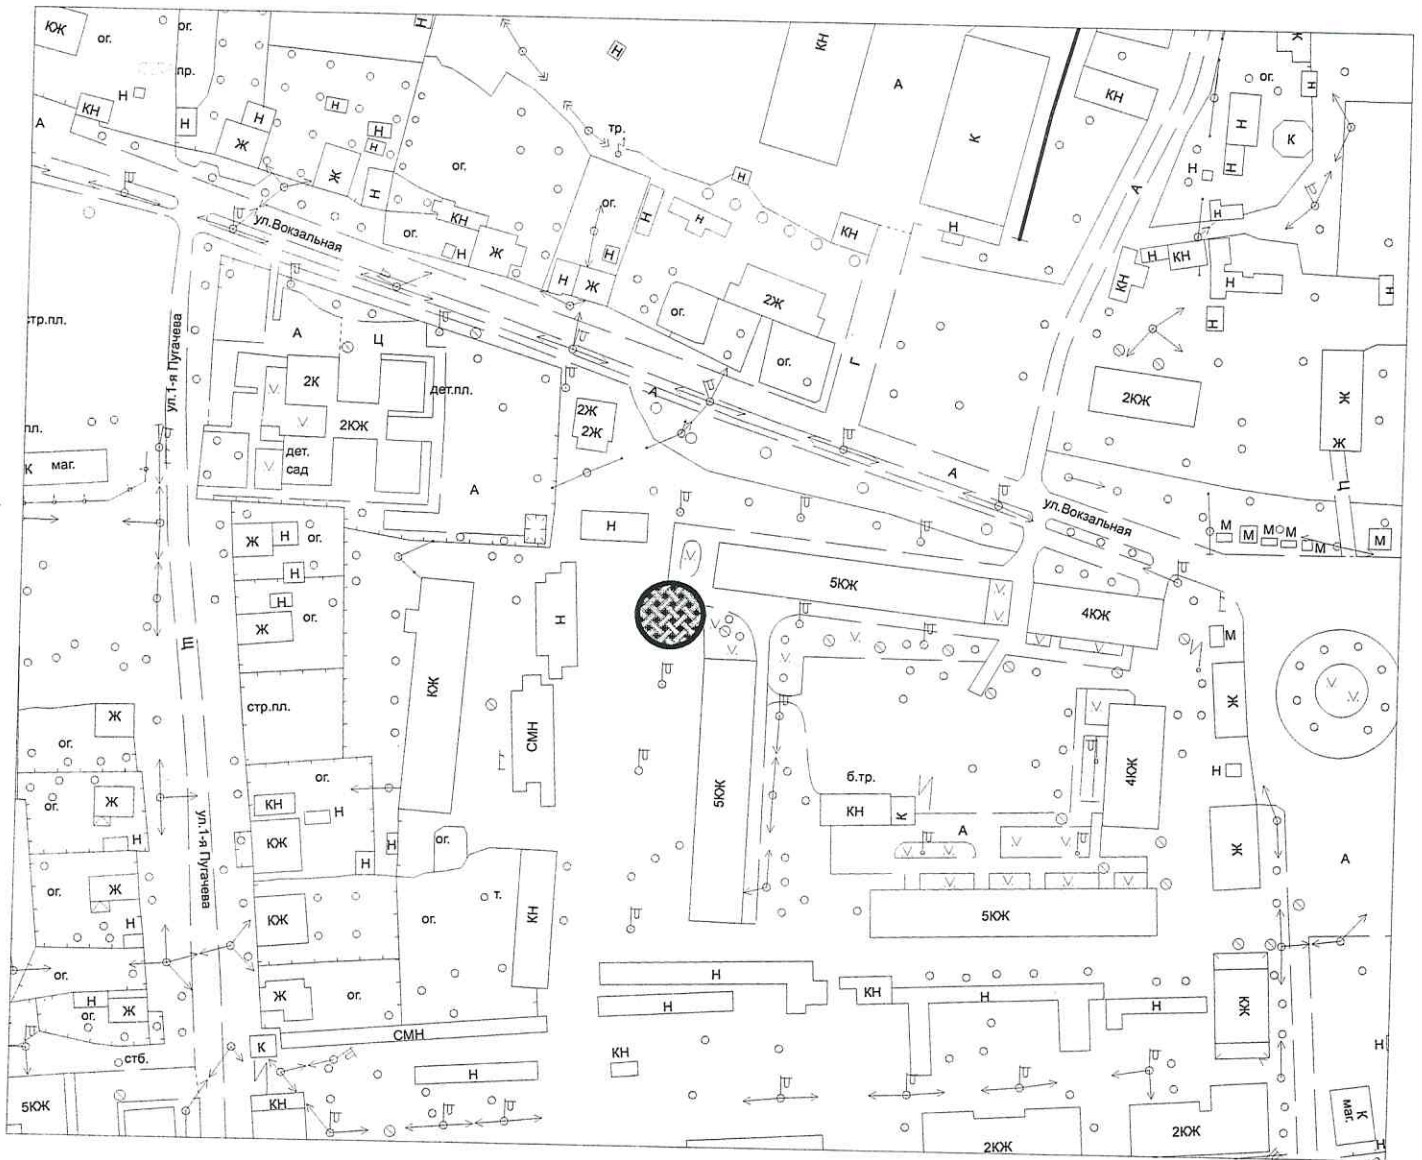 КЖ
ог.
ог.
пр.
Н
КН
А
К
К
ог.
Н
КН
А
Н
КН
Н
Н
Н
Н
Н
Н
Ж
тр.
К
Н
К
Н
ог.
Ж
Н
Н
А
Н
Н
ог.
КН
ул.Вокзальная
ог.
Н
Ж
Н
Н
КН
Н
Н
КН
КН
Н
Н
Н
Ж
Н
2Ж
ог.
ог.
стр.пл.
ул.1-я Пугачева
А
Ц
2К
дет.пл.
2КЖ
дет.
сад
2Ж
2Ж
А
Г
2КЖ
Ж
Ж
Ц
пл.
К
маг.
А
А
ул.Вокзальная
М
М
М
М
М
М
Н
Ж
Н
ог.
Н
Н
Ж
ог.
5КЖ
4КЖ
М
Н
Щ
КЖ
стр.пл.
СМН
Ж
Ж
ог.
ог.
Ж
Н
5КЖ
4КЖ
Н
б.тр.
КН
К
А
ог.
КН
Н
КЖ
Н
Н
ог.
Ж
А
ул.1-я Пугачева
ог.
Ж
Н
КЖ
ог.
т.
КН
5КЖ
ог.
Ж
ог.
Н
Н
КН
Н
Н
КЖ
Н
Ж
ог.
СМН
стб.
К
Н
КН
Н
5КЖ
КН
2КЖ
2КЖ
К
маг.
Н